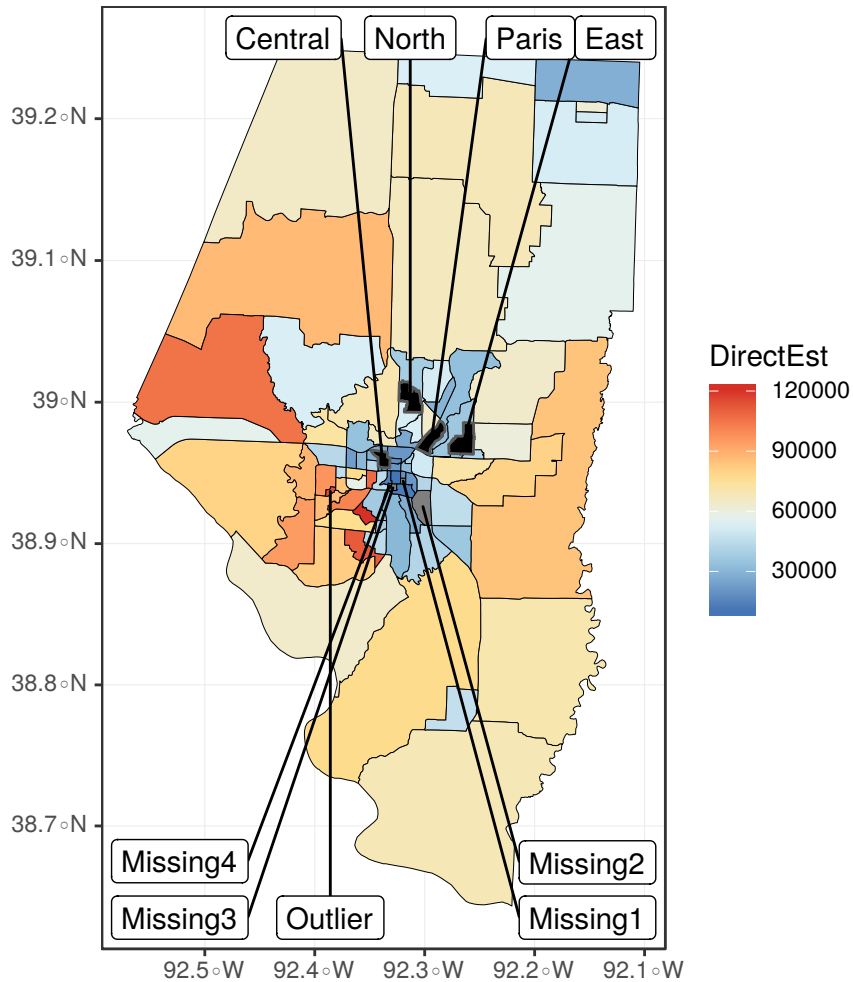 Central North Paris East
39.2○N
39.1○N
39○N
38.9○N
38.8○N
38.7○N
DirectEst
120000
90000
60000
30000
Missing4 Missing2
Missing3 Outlier Missing1
92.5○W 92.4○W 92.3○W 92.2○W 92.1○W